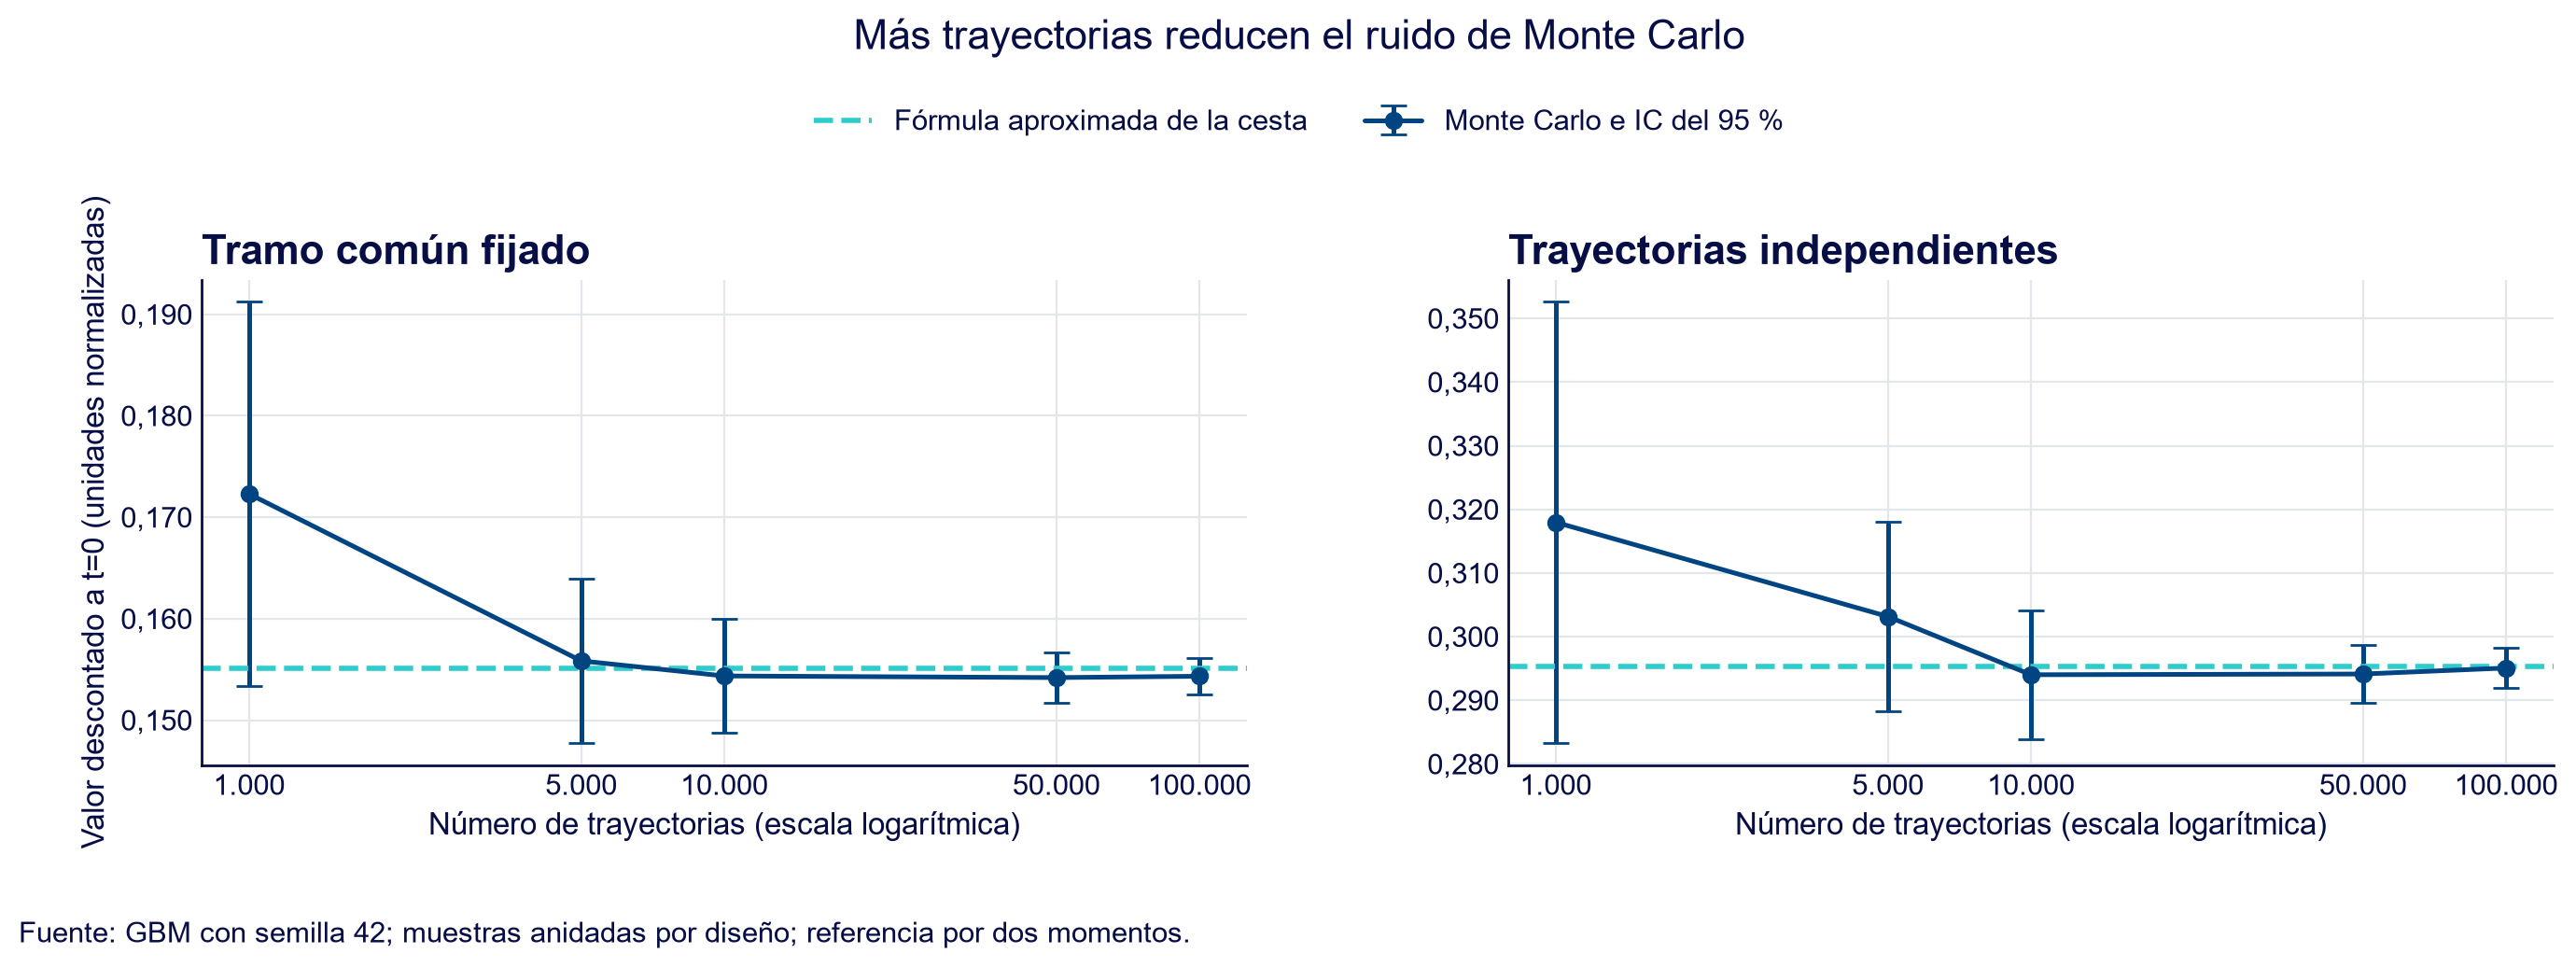 Más trayectorias reducen el ruido de Monte Carlo
Fórmula aproximada de la cesta
Monte Carlo e IC del 95 %
Valor descontado a t=0 (unidades normalizadas)
Tramo común fijado
0,190
0,180
0,170
0,160
0,150
1.000
5.000
10.000
50.000
100.000
Número de trayectorias (escala logarítmica)
Trayectorias independientes
0,350
0,340
0,330
0,320
0,310
0,300
0,290
0,280
1.000
5.000
10.000
50.000
100.000
Número de trayectorias (escala logarítmica)
Fuente: GBM con semilla 42; muestras anidadas por diseño; referencia por dos momentos.